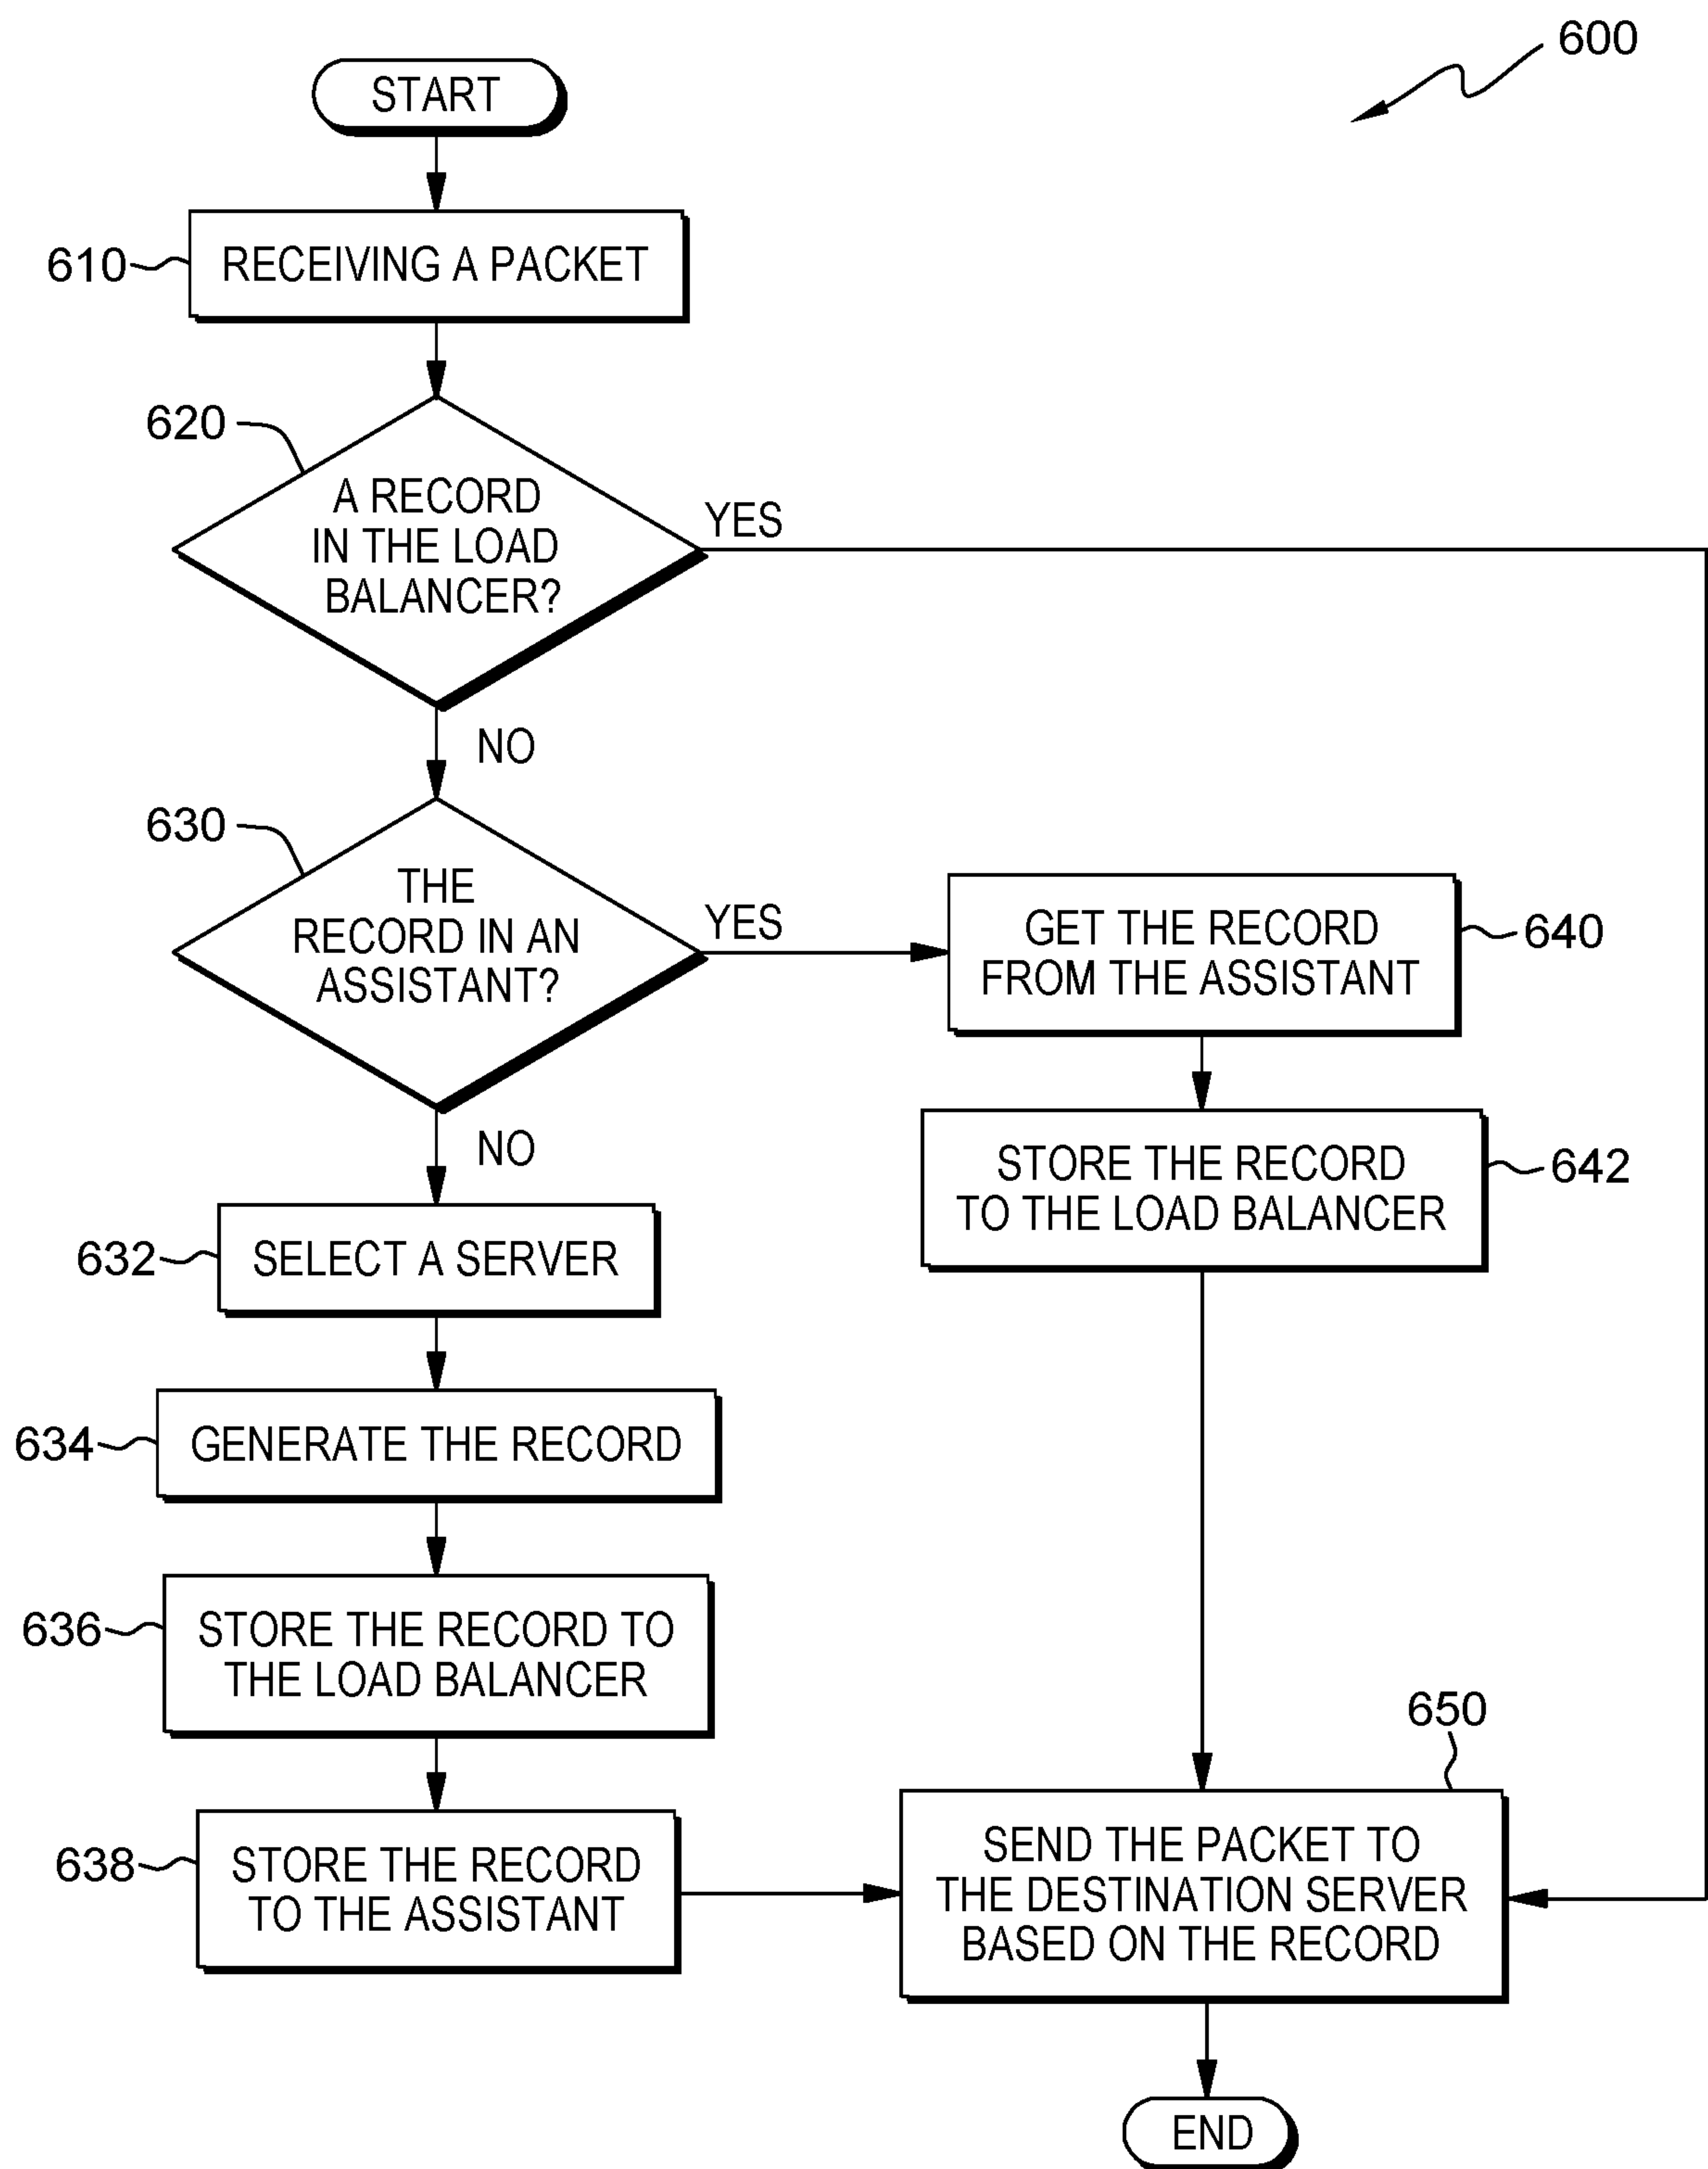 600
START
610
RECEIVING A PACKET
620
A RECORD
IN THE LOAD
BALANCER?
YES
NO
630
THE
RECORD IN AN
ASSISTANT?
YES
GET THE RECORD
FROM THE ASSISTANT
640
NO
STORE THE RECORD
TO THE LOAD BALANCER
642
632
SELECT A SERVER
634
GENERATE THE RECORD
636
STORE THE RECORD TO
THE LOAD BALANCER
638
STORE THE RECORD
TO THE ASSISTANT
650
SEND THE PACKET TO
THE DESTINATION SERVER
BASED ON THE RECORD
END